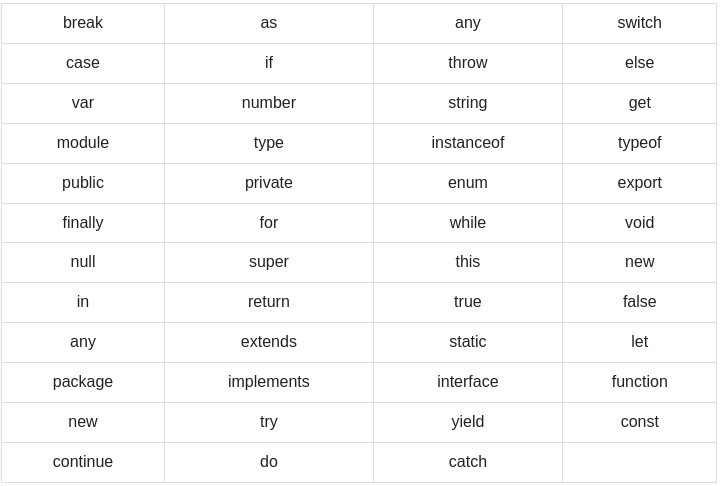 break as any switch
case if throw else
var number string get
module type instanceof typeof
public private enum export
finally for while void
null super this new
in return true false
any extends static let
package implements interface function
new try yield const
continue do catch